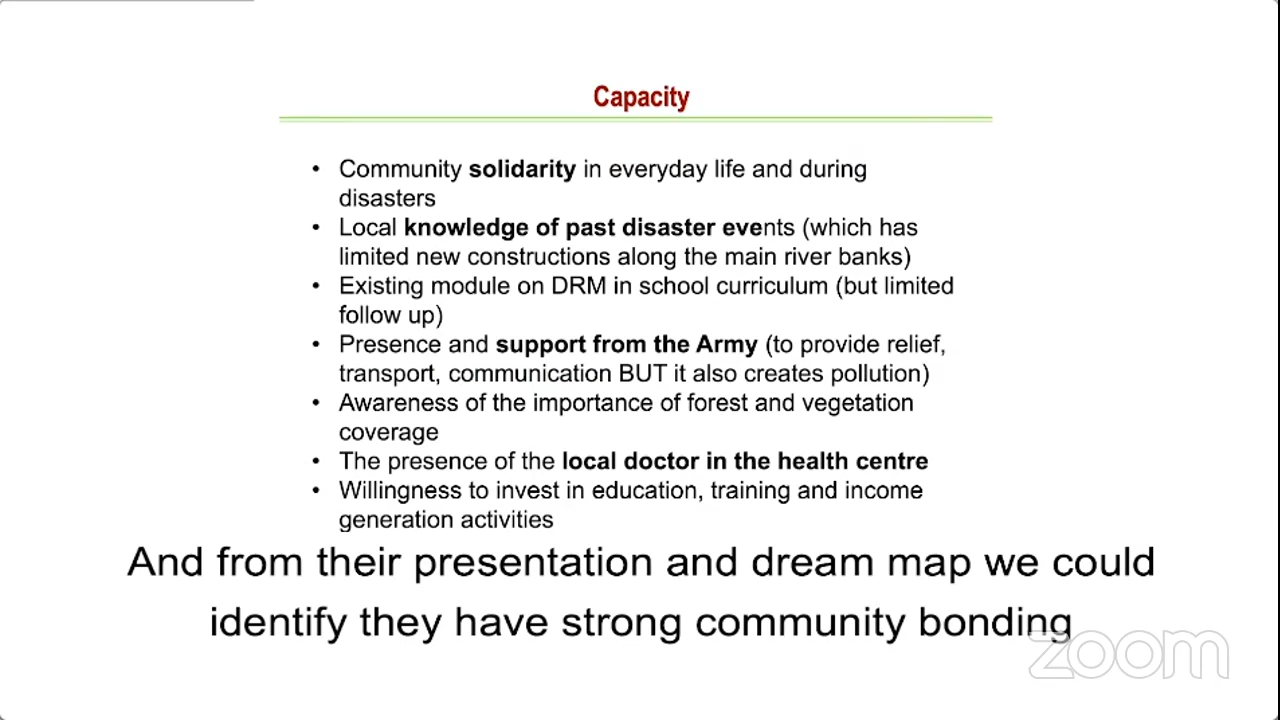 Capacity
• Community solidarity in everyday life and during
disasters
• Local knowledge of past disaster events (which has
limited new constructions along the main river banks)
• Existing module on DRM in school curriculum (but limited
follow up)
• Presence and support from the Army (to provide relief,
transport, communication BUT it also creates pollution)
• Awareness of the importance of forest and vegetation
coverage
• The presence of the local doctor in the health centre
• Willingness to invest in education, training and income
generation activities
And from their presentation and dream map we could
identify they have strong community bonding
zoom